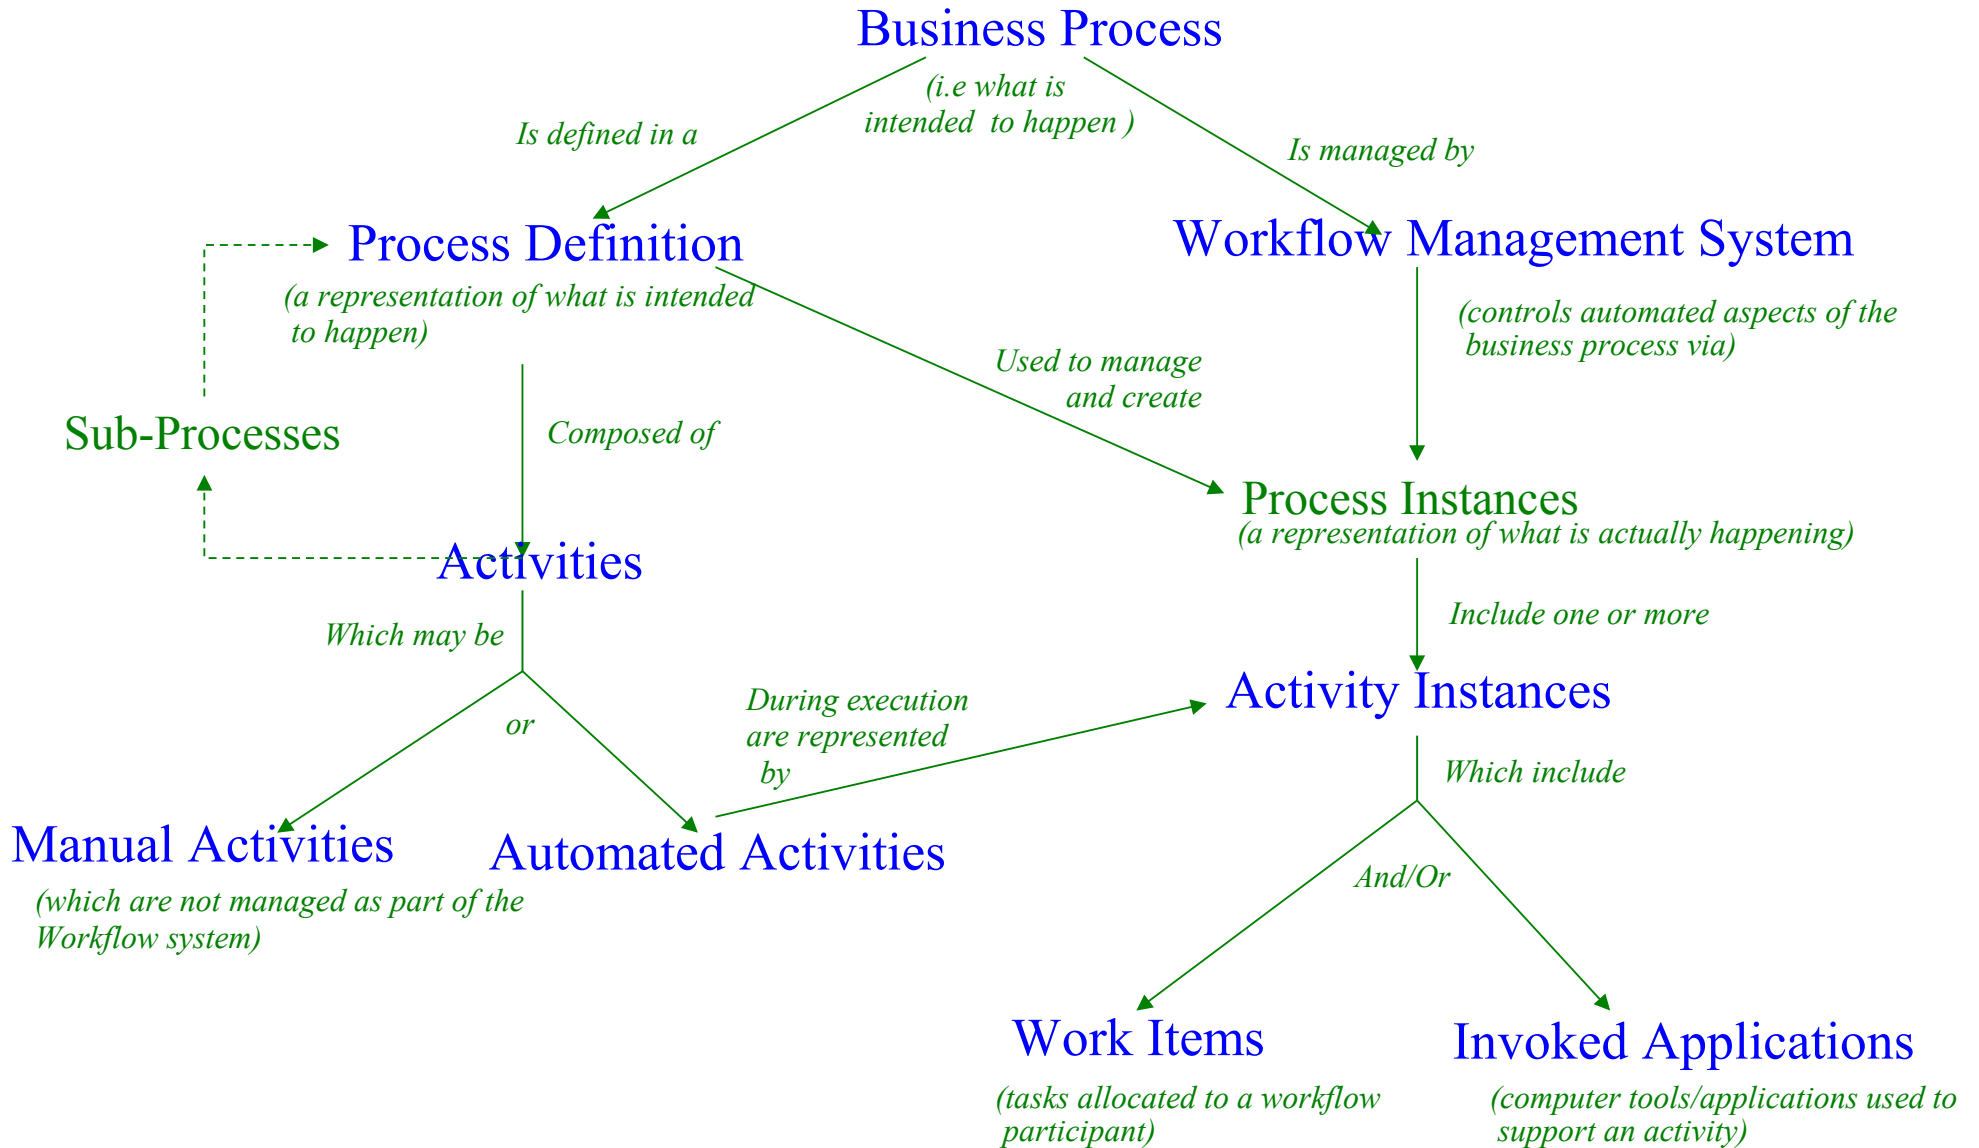 Business Process
(i.e what is
intended  to happen )
Is defined in a
Is managed by
Process Definition
Workflow Management System
(a representation of what is intended
to happen)
(controls automated aspects of the
business process via)
Used to manage
and create
Sub-Processes
Composed of
Process Instances
(a representation of what is actually happening)
Activities
Which may be
Include one or more
or
During execution
are represented
by
Activity Instances
Which include
Manual Activities
(which are not managed as part of the
Workflow system)
Automated Activities
And/Or
Work Items
(tasks allocated to a workflow
participant)
Invoked Applications
(computer tools/applications used to
support an activity)